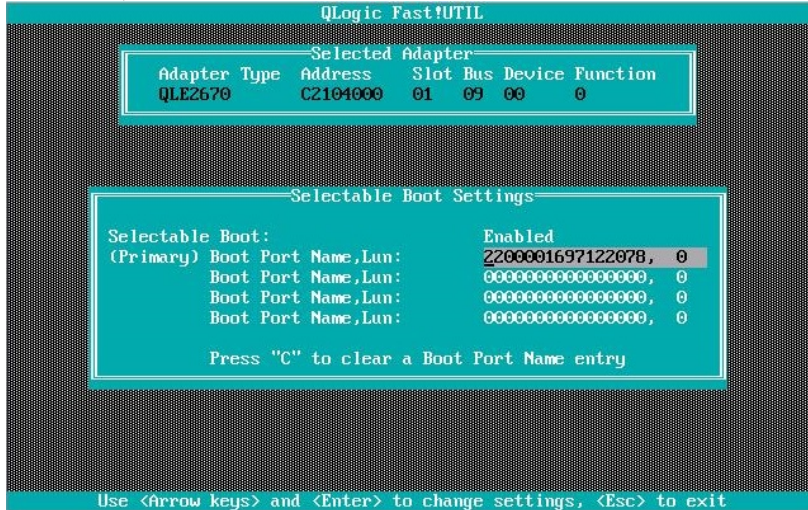 QLogic Fast!UTIL
Selected Adapter
Adapter Type Address Slot Bus Device Function
QLE2670 C2104000 01 09 00 0
Selectable Boot Settings
Selectable Boot: Enabled
(Primary) Boot Port Name,Lun: 2200001697122078, 0
Boot Port Name,Lun: 0000000000000000, 0
Boot Port Name,Lun: 0000000000000000, 0
Boot Port Name,Lun: 0000000000000000, 0
Press "C" to clear a Boot Port Name entry
Use <Arrow keys> and <Enter> to change settings, <Esc> to exit